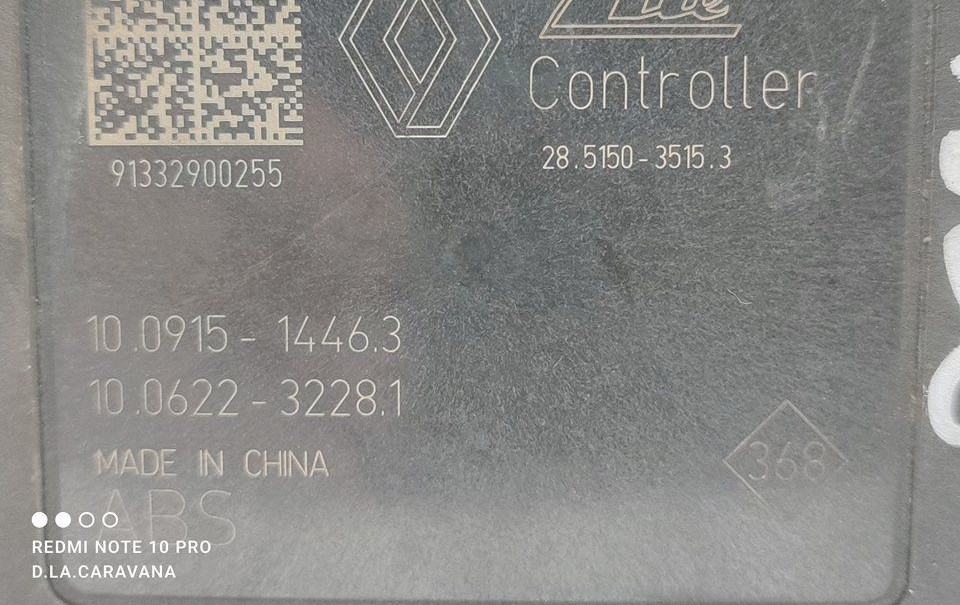 Controller
28.5150-3515.3
91332900255
10.0915-1446.3
10.0622-3228.1
MADE IN CHINA
368
ABS
REDMI NOTE 10 PRO
D.LA.CARAVANA